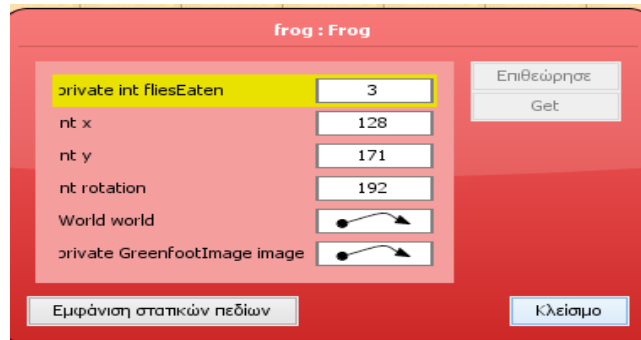 frog : Frog
private int fliesEaten 3
int x 128
int y 171
int rotation 192
World world
private GreenfootImage image
Επιθεώρησε
Get
Εμφάνιση στατικών πεδίων
Κλείσιμο